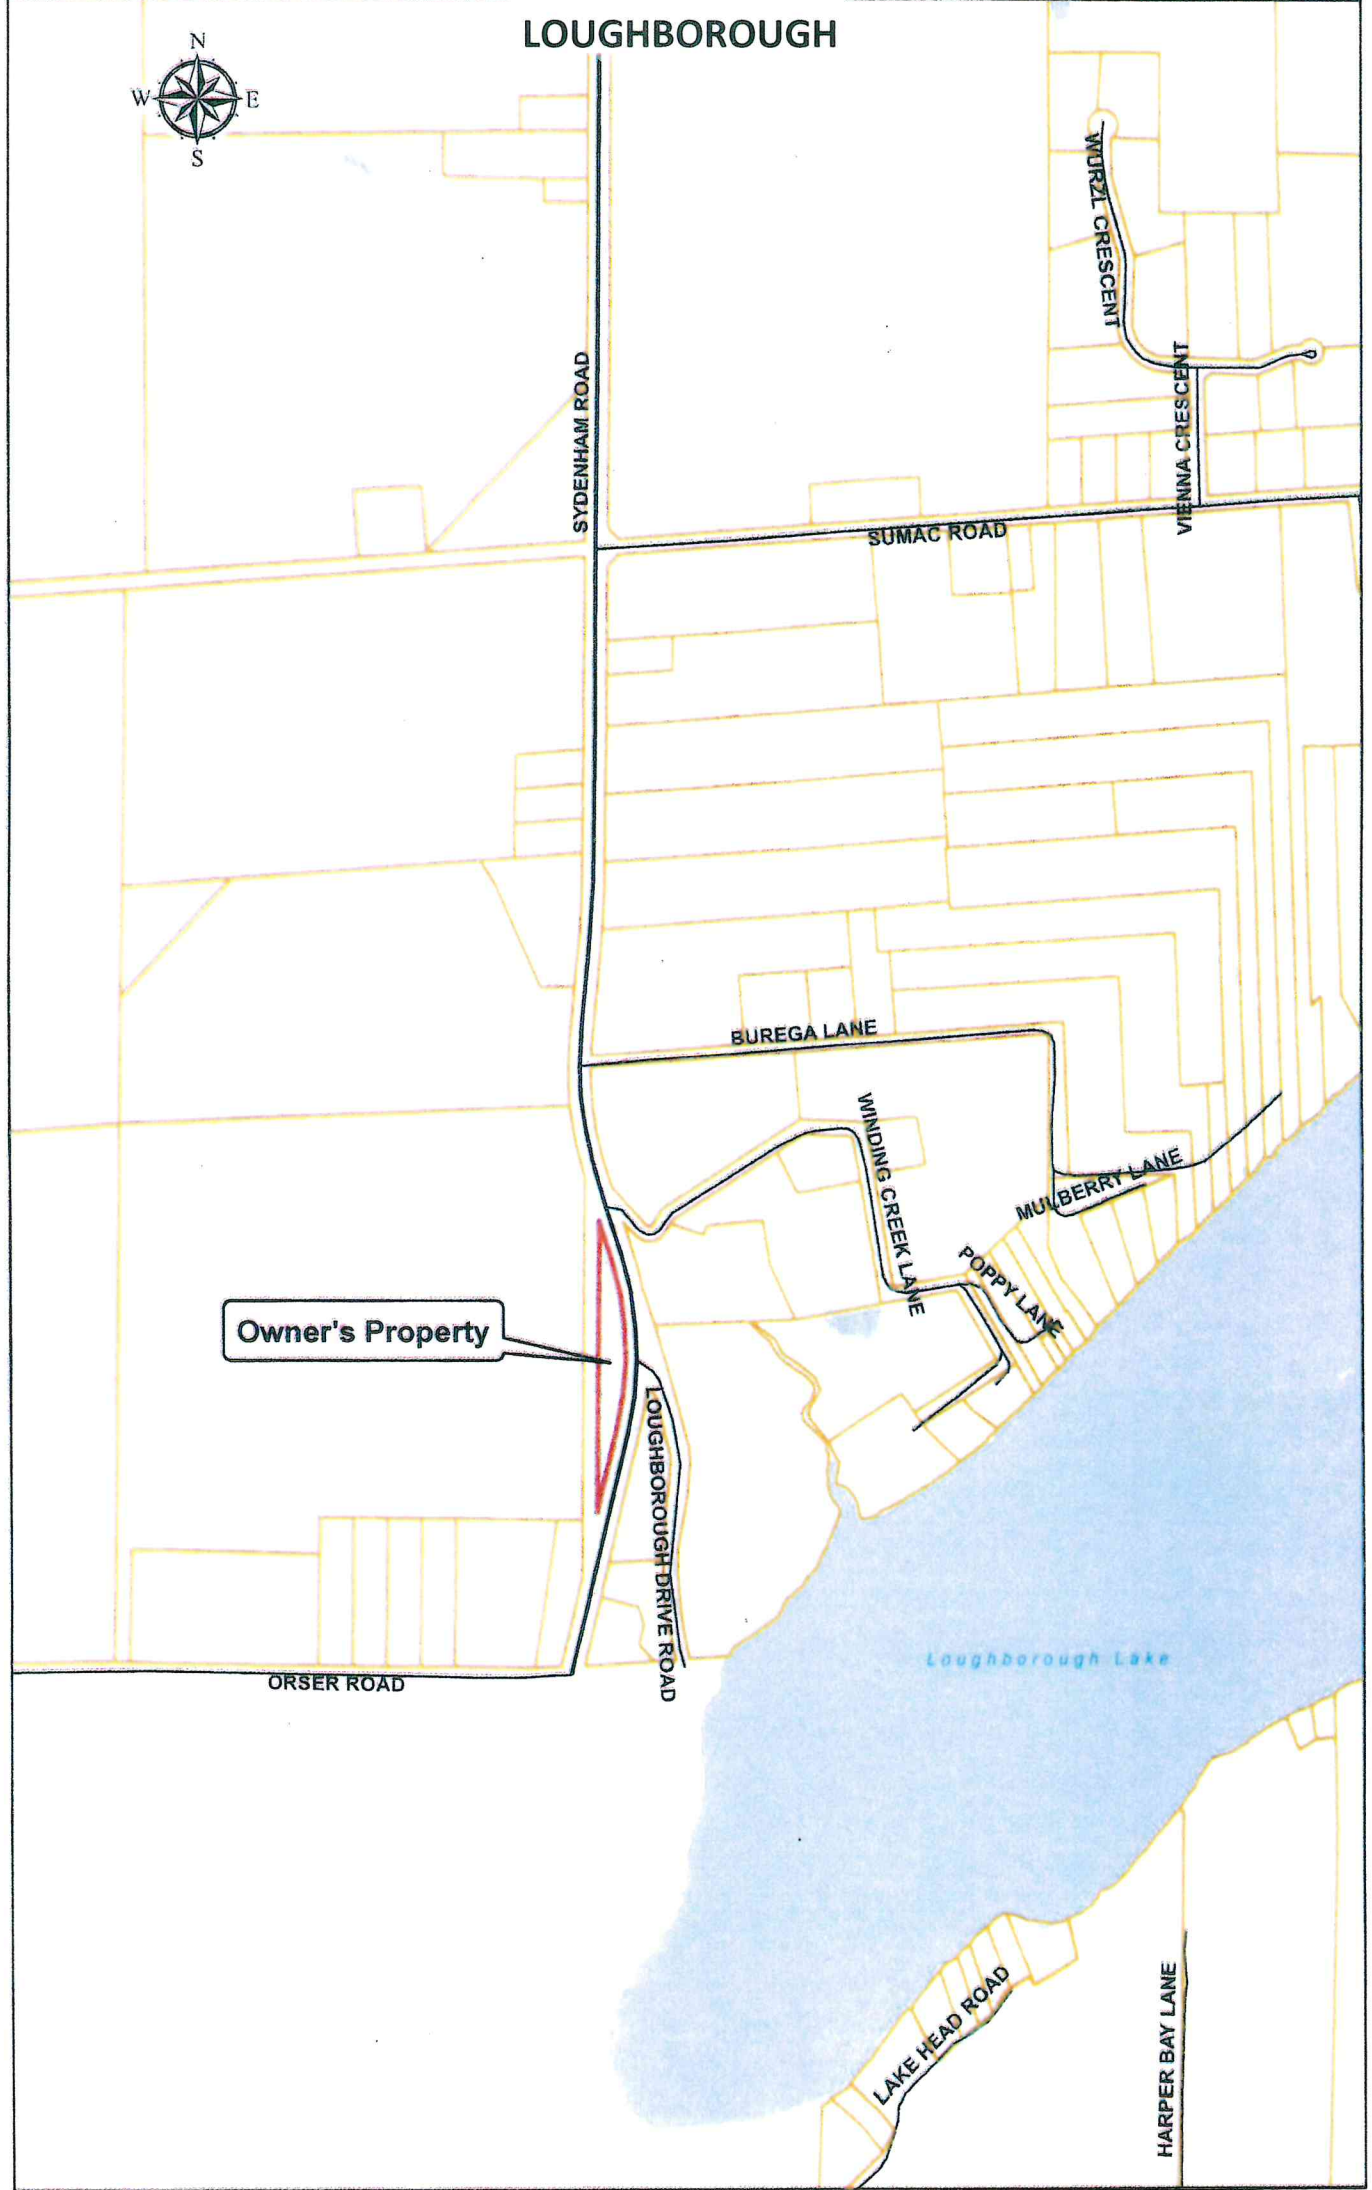 LOUGHBOROUGH
N
W
E
S
WURZL CRESCENT
VIENNA CRESCENT
SYDENHAM ROAD
SUMAC ROAD
BUREGA LANE
WINDING CREEK LANE
MULBERRY LANE
POPPY LANE
Owner's Property
LOUGHBOROUGH DRIVE ROAD
Loughborough Lake
ORSER ROAD
LAKE HEAD ROAD
HARPER BAY LANE